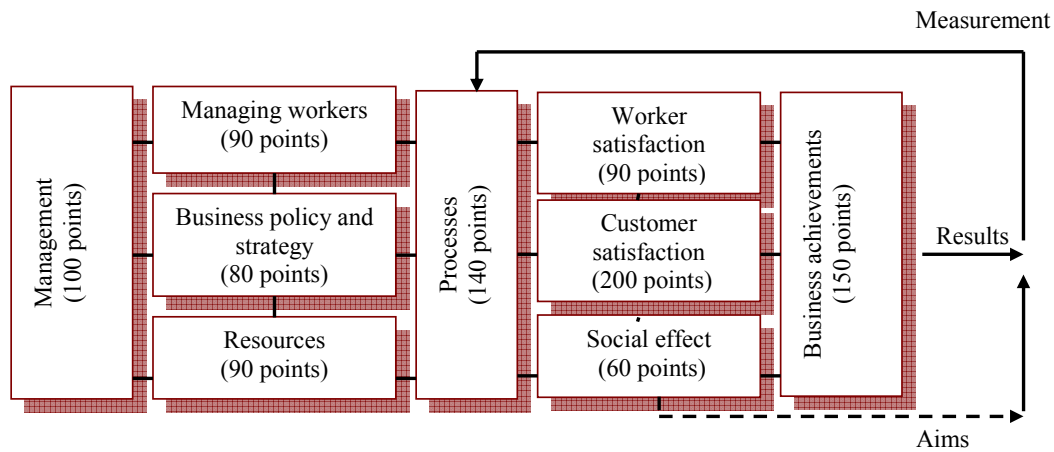 Measurement
Management
(100 points)
Managing workers
(90 points)
Business policy and
strategy
(80 points)
Resources
(90 points)
Processes
(140 points)
Worker
satisfaction
(90 points)
Customer
satisfaction
(200 points)
Social effect
(60 points)
Business achievements
(150 points)
Results
Aims